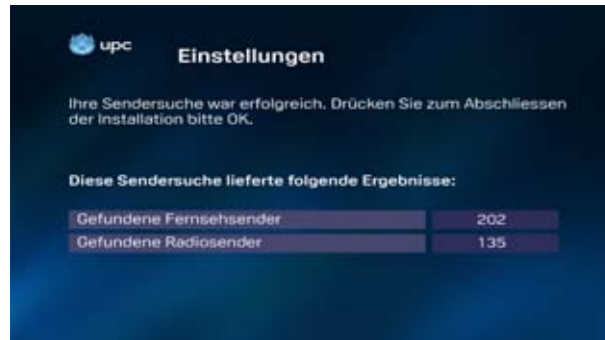 upc
Einstellungen
Ihre Sendersuche war erfolgreich. Drücken Sie zum Abschliessen
der Installation bitte OK.
Diese Sendersuche lieferte folgende Ergebnisse:
Gefundene Fernsehsender 202
Gefundene Radiosender 135